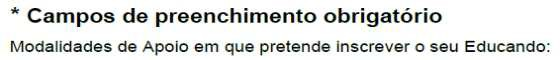 * Campos de preenchimento obrigatório
Modalidades de Apoio em que pretende inscrever o seu Educando: